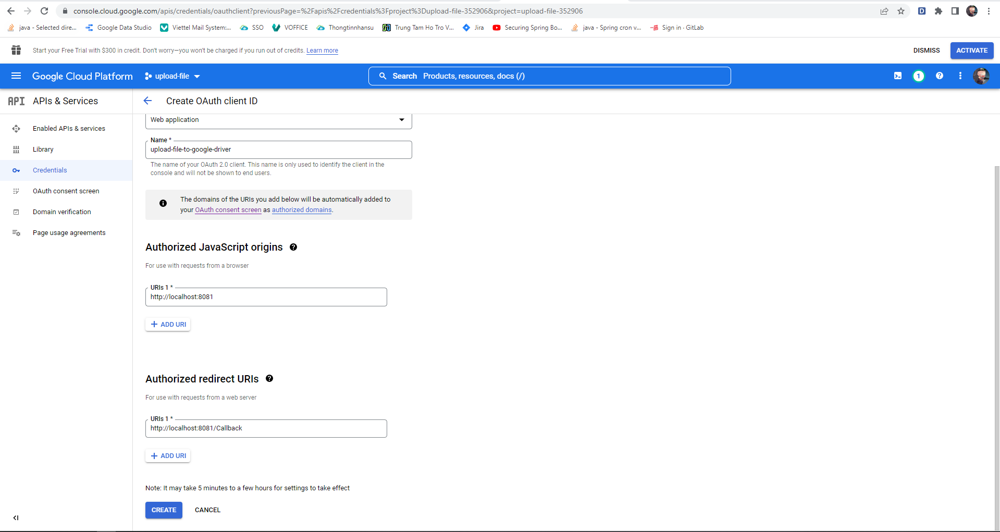 console.cloud.google.com/apis/credentials/oauthclient?previousPage=%2Fapis%2Fcredentials%3Fproject%3Dupload-file-352906&project=upload-file-352906
D
java - Selected dire...
Google Data Studio
Viettel Mail System:...
SSO
VOFFICE
Thongtinnhansu
Trung Tam Ho Tro V...
Jira
Securing Spring Bo...
java - Spring cron v...
Sign in · GitLab
Start your Free Trial with $300 in credit. Don't worry—you won't be charged if you run out of credits. Learn more
DISMISS
ACTIVATE
Google Cloud Platform
upload-file
Search Products, resources, docs (/)
1
API APIs & Services
Create OAuth client ID
Enabled APIs & services
Library
Credentials
OAuth consent screen
Domain verification
Page usage agreements
Web application
Name *
upload-file-to-google-driver
The name of your OAuth 2.0 client. This name is only used to identify the client in the
console and will not be shown to end users.
The domains of the URIs you add below will be automatically added to
your OAuth consent screen as authorized domains.
Authorized JavaScript origins
For use with requests from a browser
URIs 1 *
http://localhost:8081
ADD URI
Authorized redirect URIs
For use with requests from a web server
URIs 1 *
http://localhost:8081/Callback
ADD URI
Note: It may take 5 minutes to a few hours for settings to take effect
CREATE
CANCEL